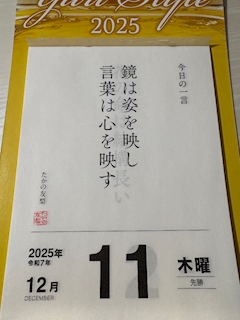 Yuru Style
2025
今日の一言
鏡は姿を映し
言葉は心を映す
たかの友梨
2025年
令和7年
12月
DECEMBER
11
木曜
先勝